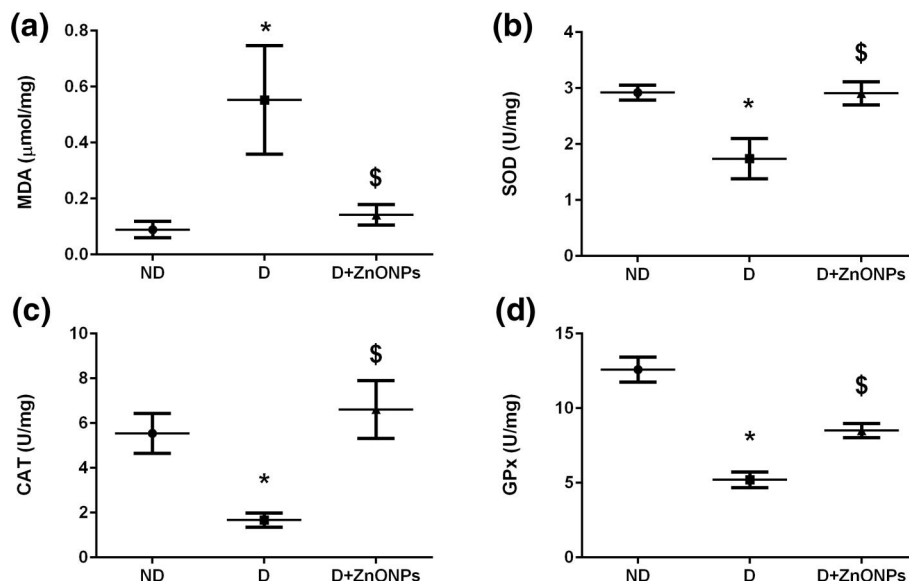 (a)
MDA (μmol/mg)
0.8
0.6
0.4
0.2
0.0
*
$
ND D D+ZnONPs
(b)
SOD (U/mg)
4
3
2
1
0
*
$
ND D D+ZnONPs
(c)
CAT (U/mg)
10
8
6
4
2
0
*
$
ND D D+ZnONPs
(d)
GPx (U/mg)
15
10
5
0
*
$
ND D D+ZnONPs